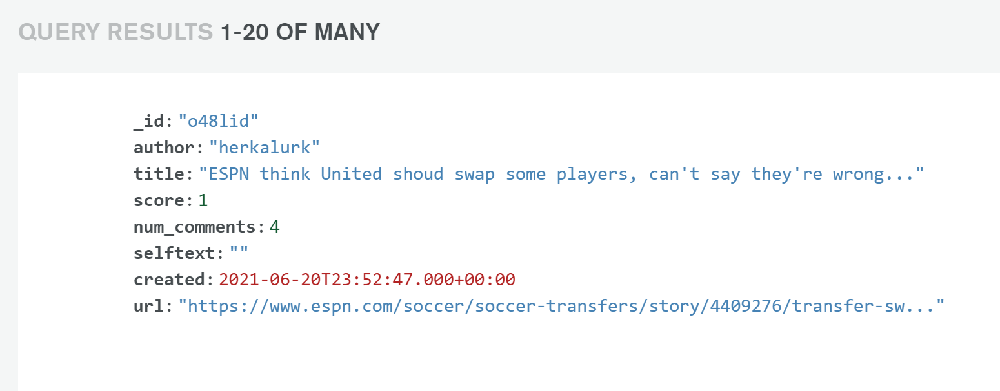 QUERY RESULTS 1-20 OF MANY
_id: "o48lid"
author: "herkalurk"
title: "ESPN think United shoud swap some players, can't say they're wrong..."
score: 1
num_comments: 4
selftext: ""
created: 2021-06-20T23:52:47.000+00:00
url: "https://www.espn.com/soccer/soccer-transfers/story/4409276/transfer-sw..."